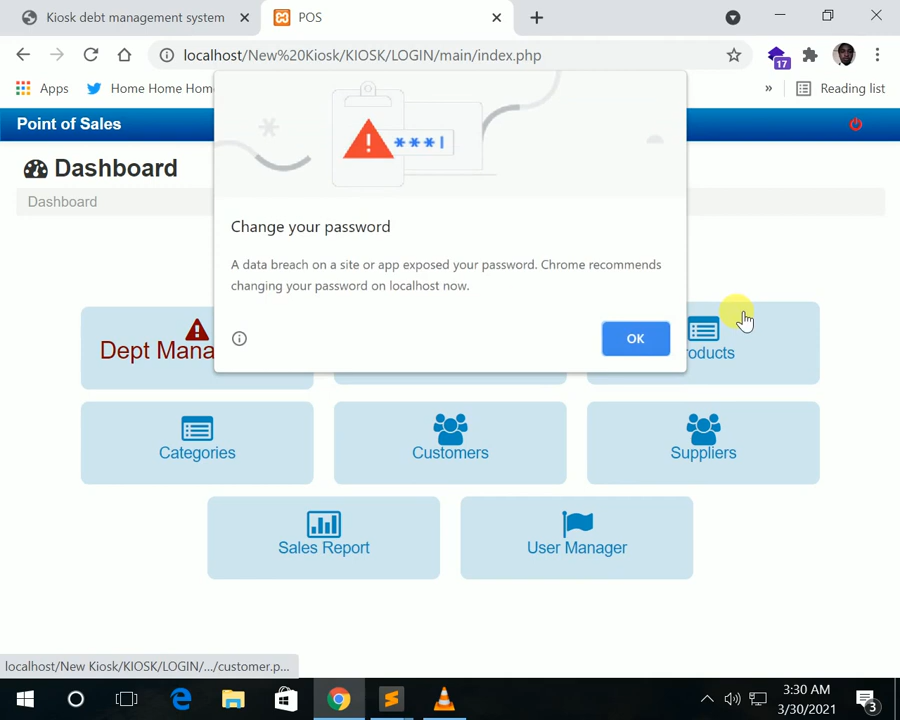 Kiosk debt management system
POS
localhost/New%20Kiosk/KIOSK/LOGIN/main/index.php
17
Apps
Home Home Hom
»
Reading list
Point of Sales
Dashboard
Dashboard
***
Change your password
A data breach on a site or app exposed your password. Chrome recommends
changing your password on localhost now.
OK
Dept Mana
oducts
Categories
Customers
Suppliers
Sales Report
User Manager
localhost/New Kiosk/KIOSK/LOGIN/.../customer.p...
3:30 AM
3/30/2021
3